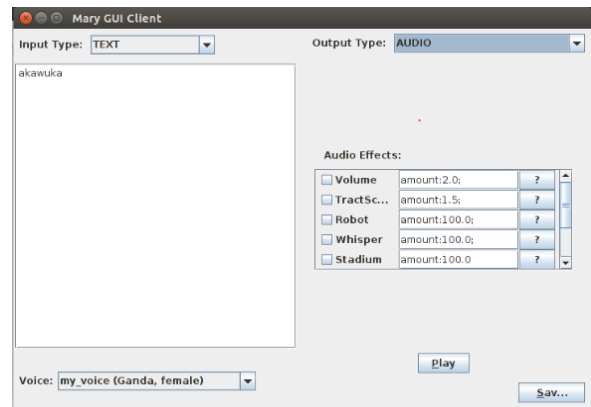 Mary GUI Client
Input Type: TEXT
Output Type: AUDIO
akawuka
Audio Effects:
Volume amount:2.0; ?
TractSc... amount:1.5; ?
Robot amount:100.0; ?
Whisper amount:100.0; ?
Stadium amount:100.0 ?
Play
Voice: my_voice (Ganda, female)
Sav...